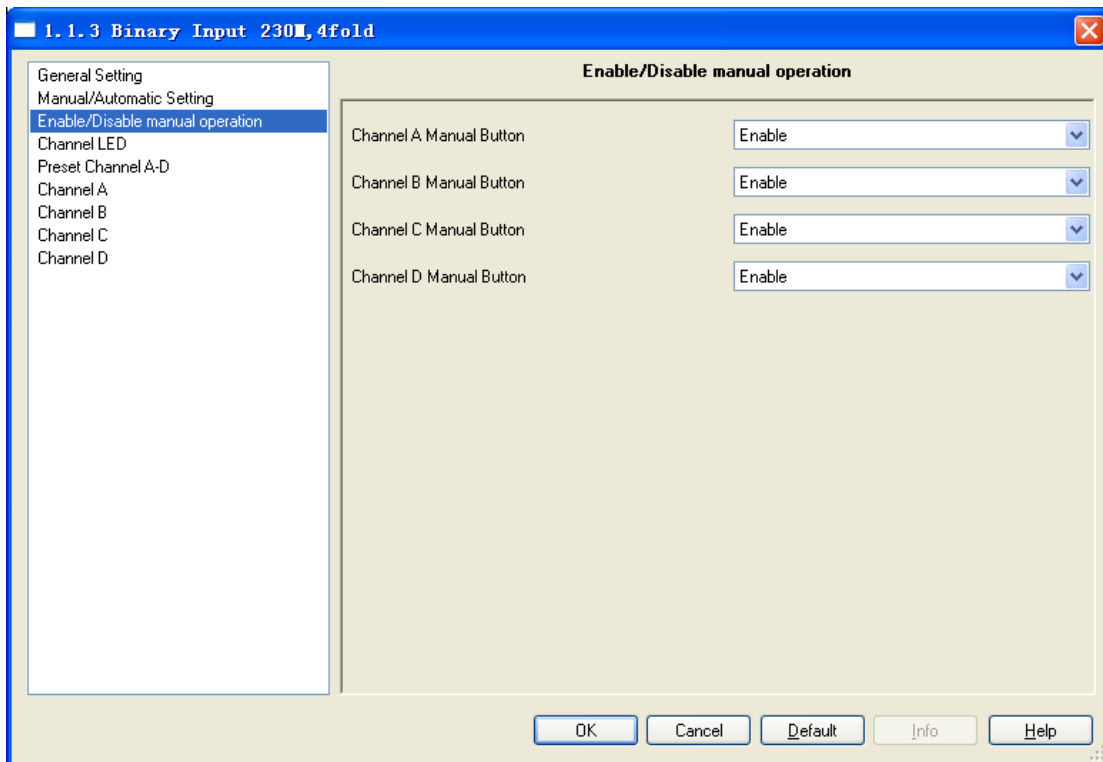 1.1.3 Binary Input 230M,4fold
General Setting
Manual/Automatic Setting
Enable/Disable manual operation
Channel LED
Preset Channel A-D
Channel A
Channel B
Channel C
Channel D
Enable/Disable manual operation
Channel A Manual Button Enable
Channel B Manual Button Enable
Channel C Manual Button Enable
Channel D Manual Button Enable
OK Cancel Default Info Help